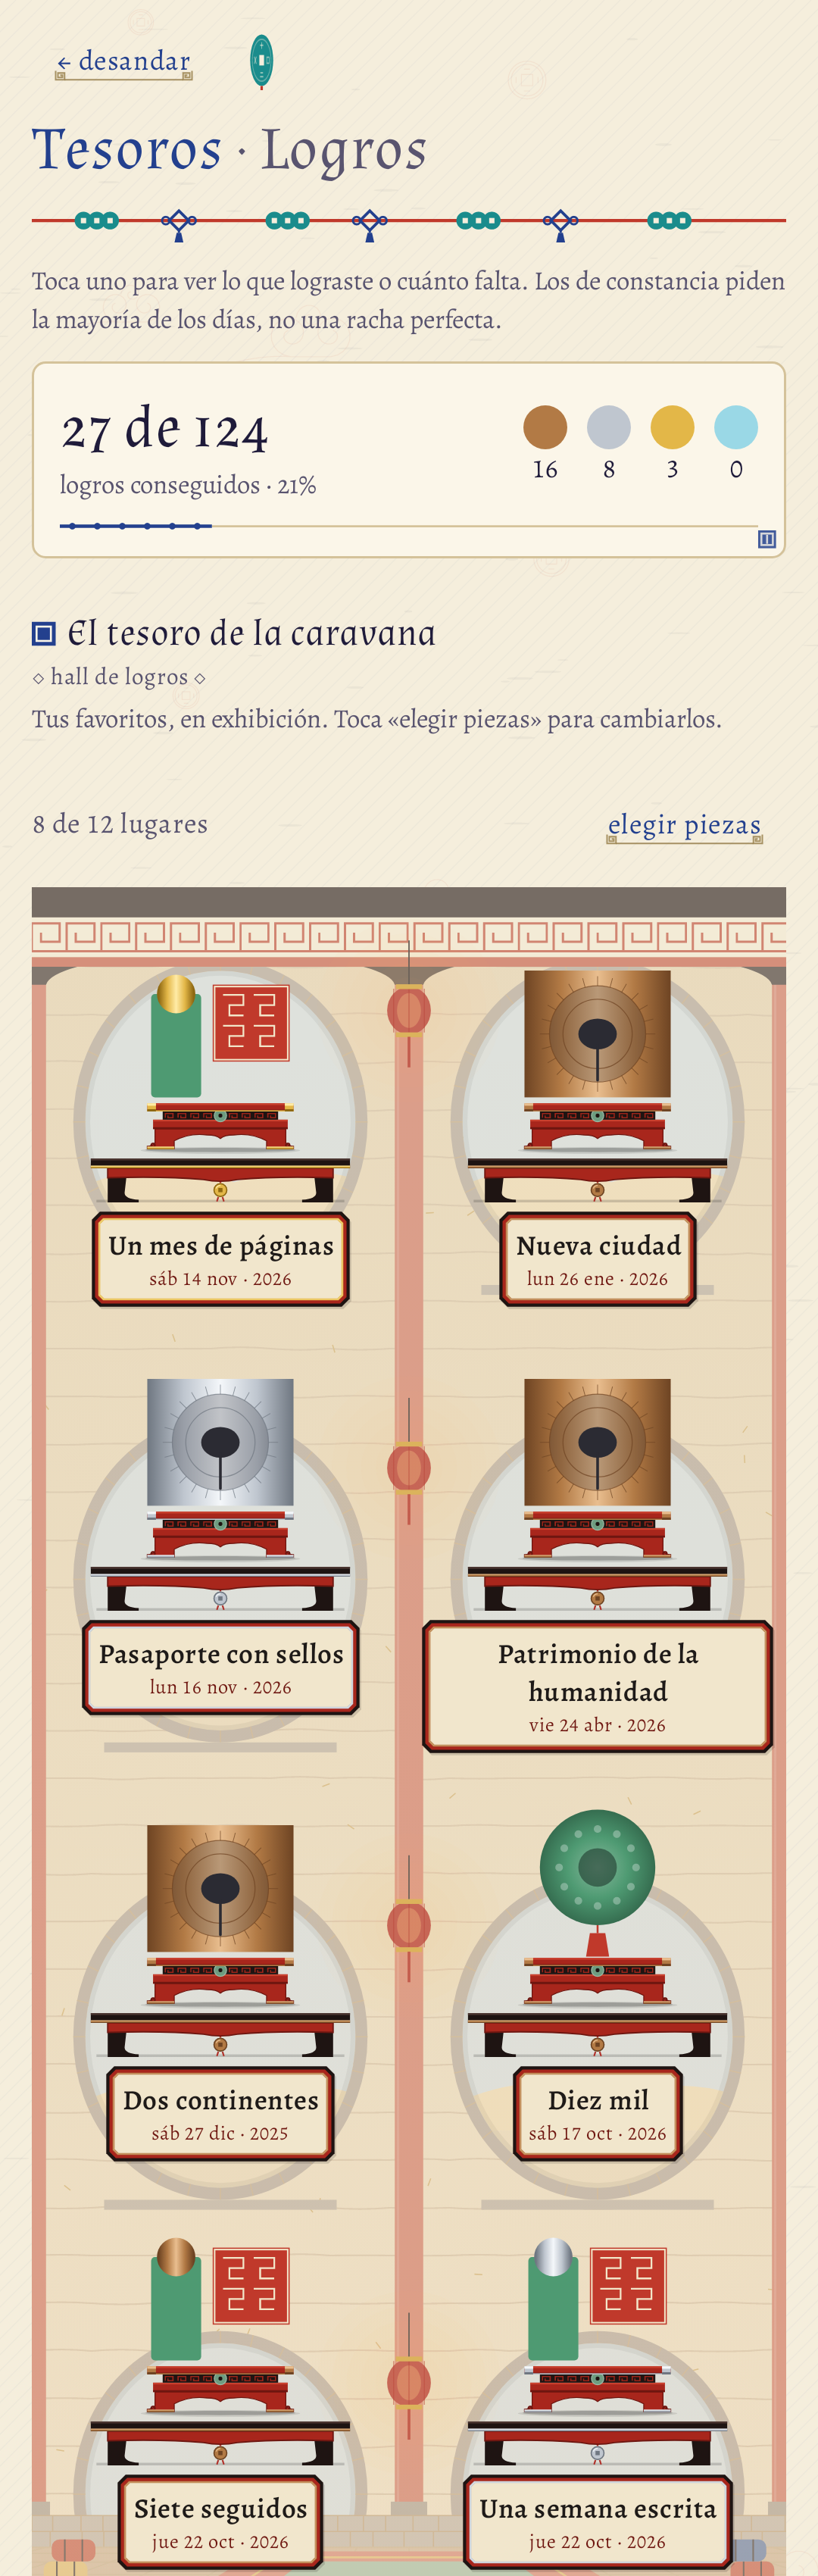 ← desandar
Tesoros · Logros
Toca uno para ver lo que lograste o cuánto falta. Los de constancia piden
la mayoría de los días, no una racha perfecta.
27 de 124
logros conseguidos · 21%
16 8 3 0
El tesoro de la caravana
◇ hall de logros ◇
Tus favoritos, en exhibición. Toca «elegir piezas» para cambiarlos.
8 de 12 lugares
elegir piezas
Un mes de páginas
sáb 14 nov · 2026
Nueva ciudad
lun 26 ene · 2026
Pasaporte con sellos
lun 16 nov · 2026
Patrimonio de la
humanidad
vie 24 abr · 2026
Dos continentes
sáb 27 dic · 2025
Diez mil
sáb 17 oct · 2026
Siete seguidos
jue 22 oct · 2026
Una semana escrita
jue 22 oct · 2026